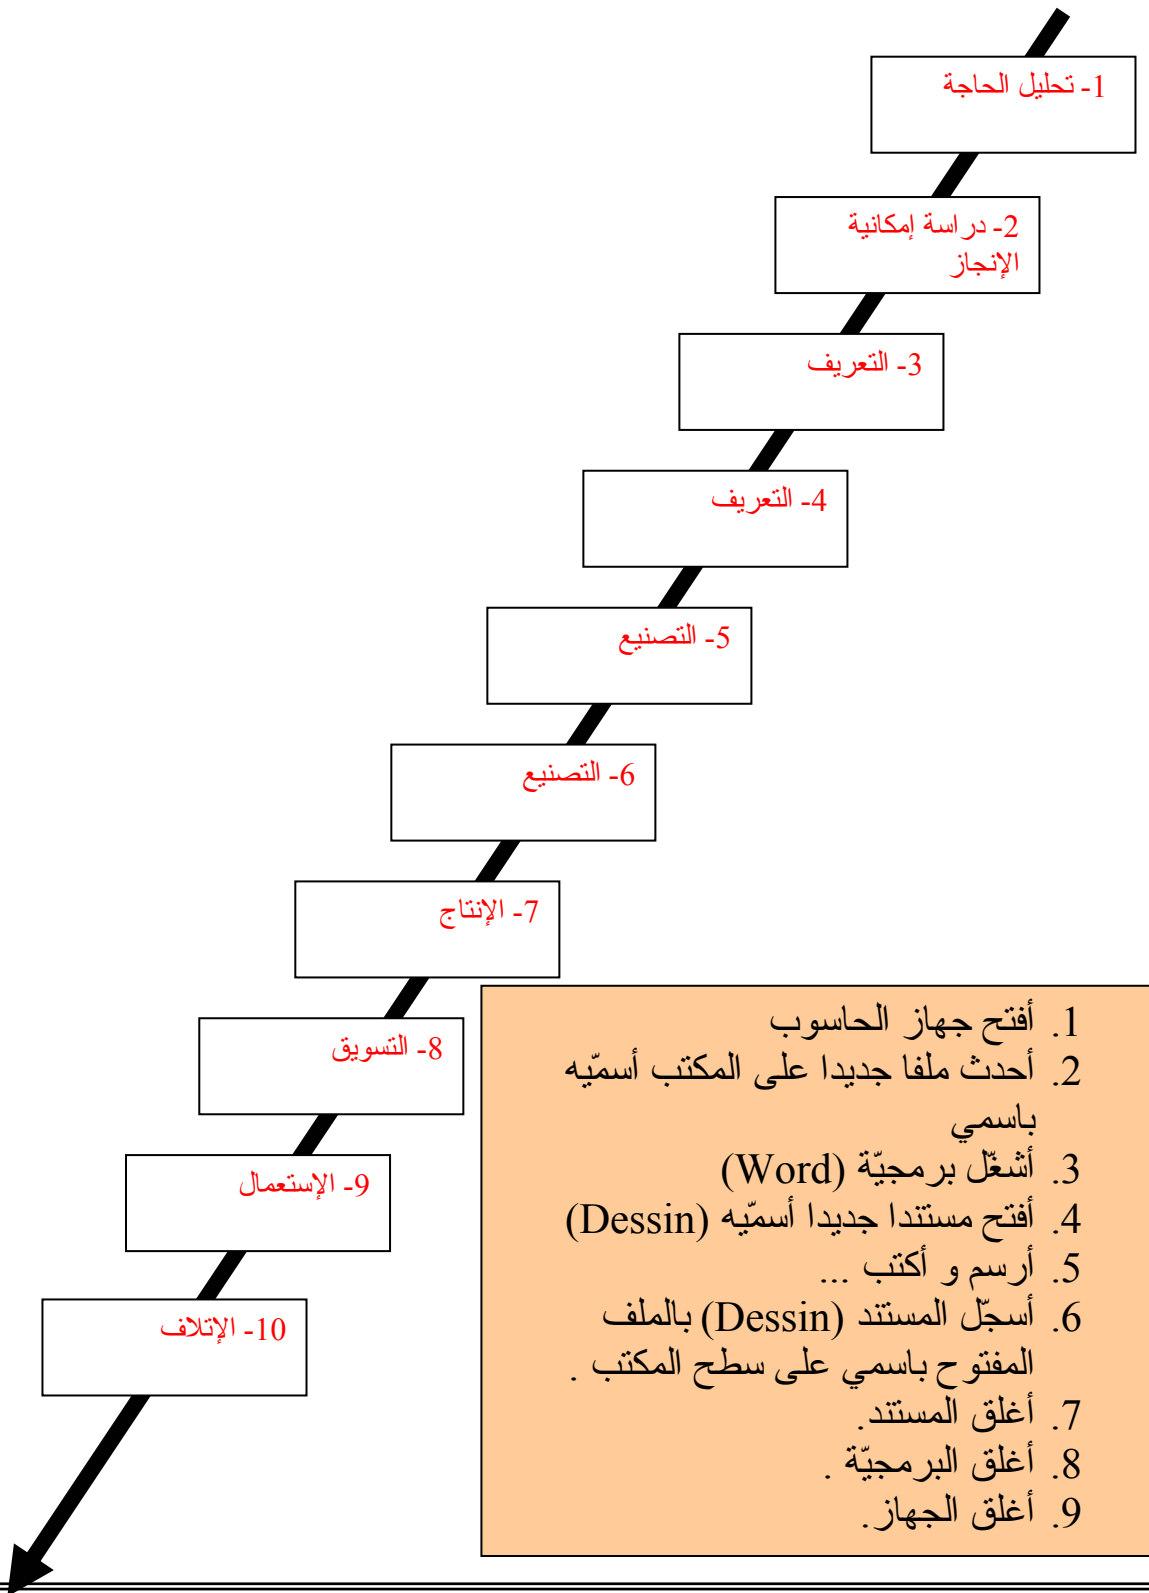 1- تحليل الحاجة
2- دراسة إمكانية
الإنجاز
3- التعريف
4- التعريف
5- التصنيع
6- التصنيع
7- الإنتاج
8- التسويق
9- الإستعمال
10- الإتلاف
1. أفتح جهاز الحاسوب
2. أحدث ملفا جديدا على المكتب أسمّيه
باسمي
3. أشغّل برمجيّة (Word)
4. أفتح مستندا جديدا أسمّيه (Dessin)
5. أرسم و أكتب ...
6. أسجّل المستند (Dessin) بالملف
المفتوح باسمي على سطح المكتب .
7. أغلق المستند.
8. أغلق البرمجيّة .
9. أغلق الجهاز.